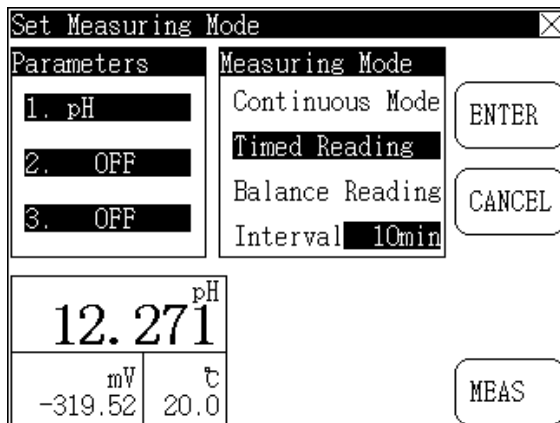 Set Measuring Mode
Parameters
1. pH
2. OFF
3. OFF
Measuring Mode
Continuous Mode
Timed Reading
Balance Reading
Interval 10min
ENTER
CANCEL
pH
12.271
mV
-319.52
℃
20.0
MEAS